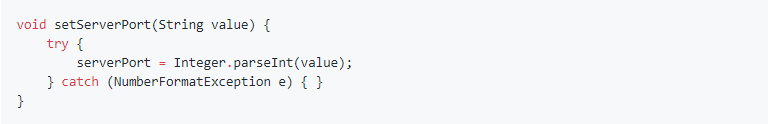 void setServerPort(String value) {
    try {
        serverPort = Integer.parseInt(value);
    } catch (NumberFormatException e) { }
}